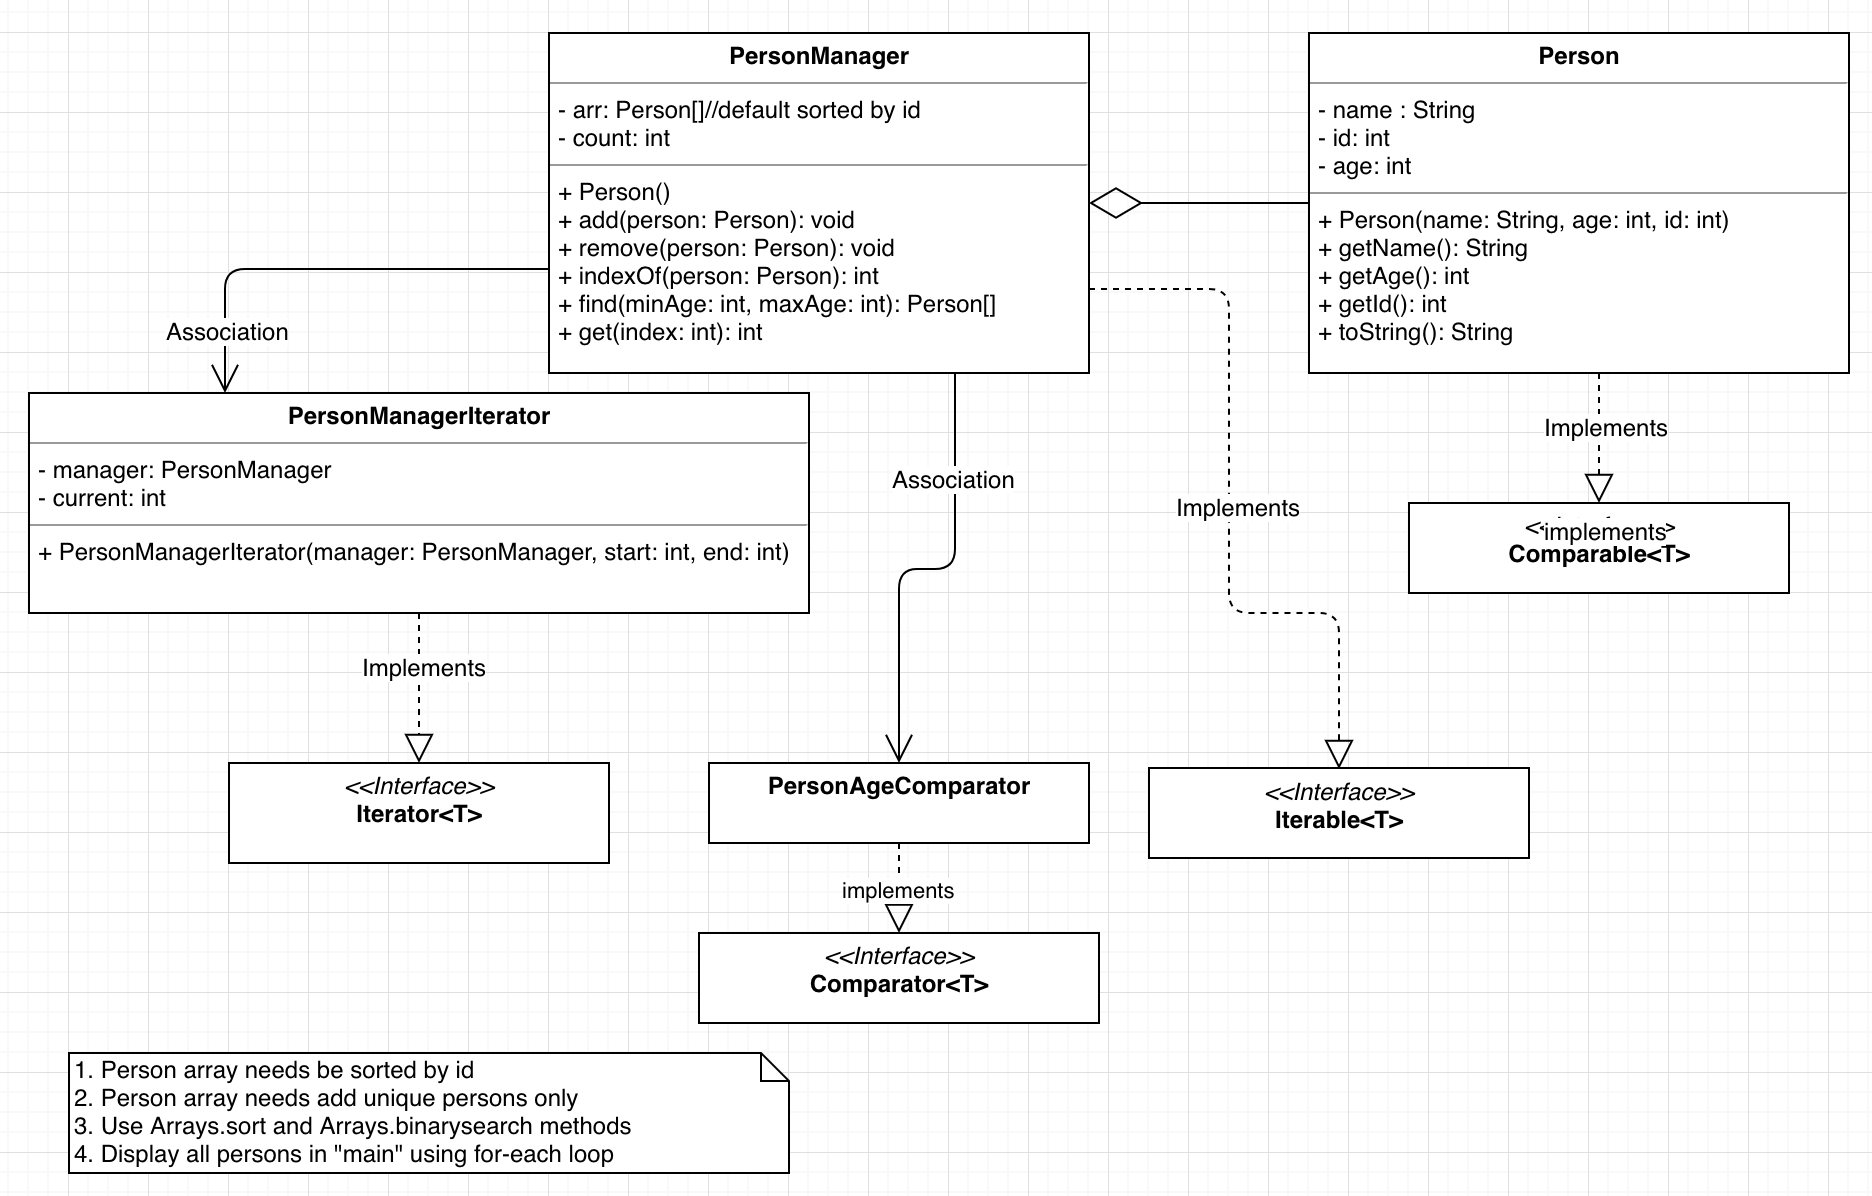 PersonManager
- arr: Person[]//default sorted by id
- count: int
+ Person()
+ add(person: Person): void
+ remove(person: Person): void
+ indexOf(person: Person): int
+ find(minAge: int, maxAge: int): Person[]
+ get(index: int): int
Person
- name : String
- id: int
- age: int
+ Person(name: String, age: int, id: int)
+ getName(): String
+ getAge(): int
+ getId(): int
+ toString(): String
Association
PersonManagerIterator
- manager: PersonManager
- current: int
+ PersonManagerIterator(manager: PersonManager, start: int, end: int)
Association
Implements
Implements
implements
Comparable<T>
Implements
<<Interface>>
Iterator<T>
PersonAgeComparator
<<Interface>>
Iterable<T>
implements
<<Interface>>
Comparator<T>
1. Person array needs be sorted by id
2. Person array needs add unique persons only
3. Use Arrays.sort and Arrays.binarysearch methods
4. Display all persons in "main" using for-each loop